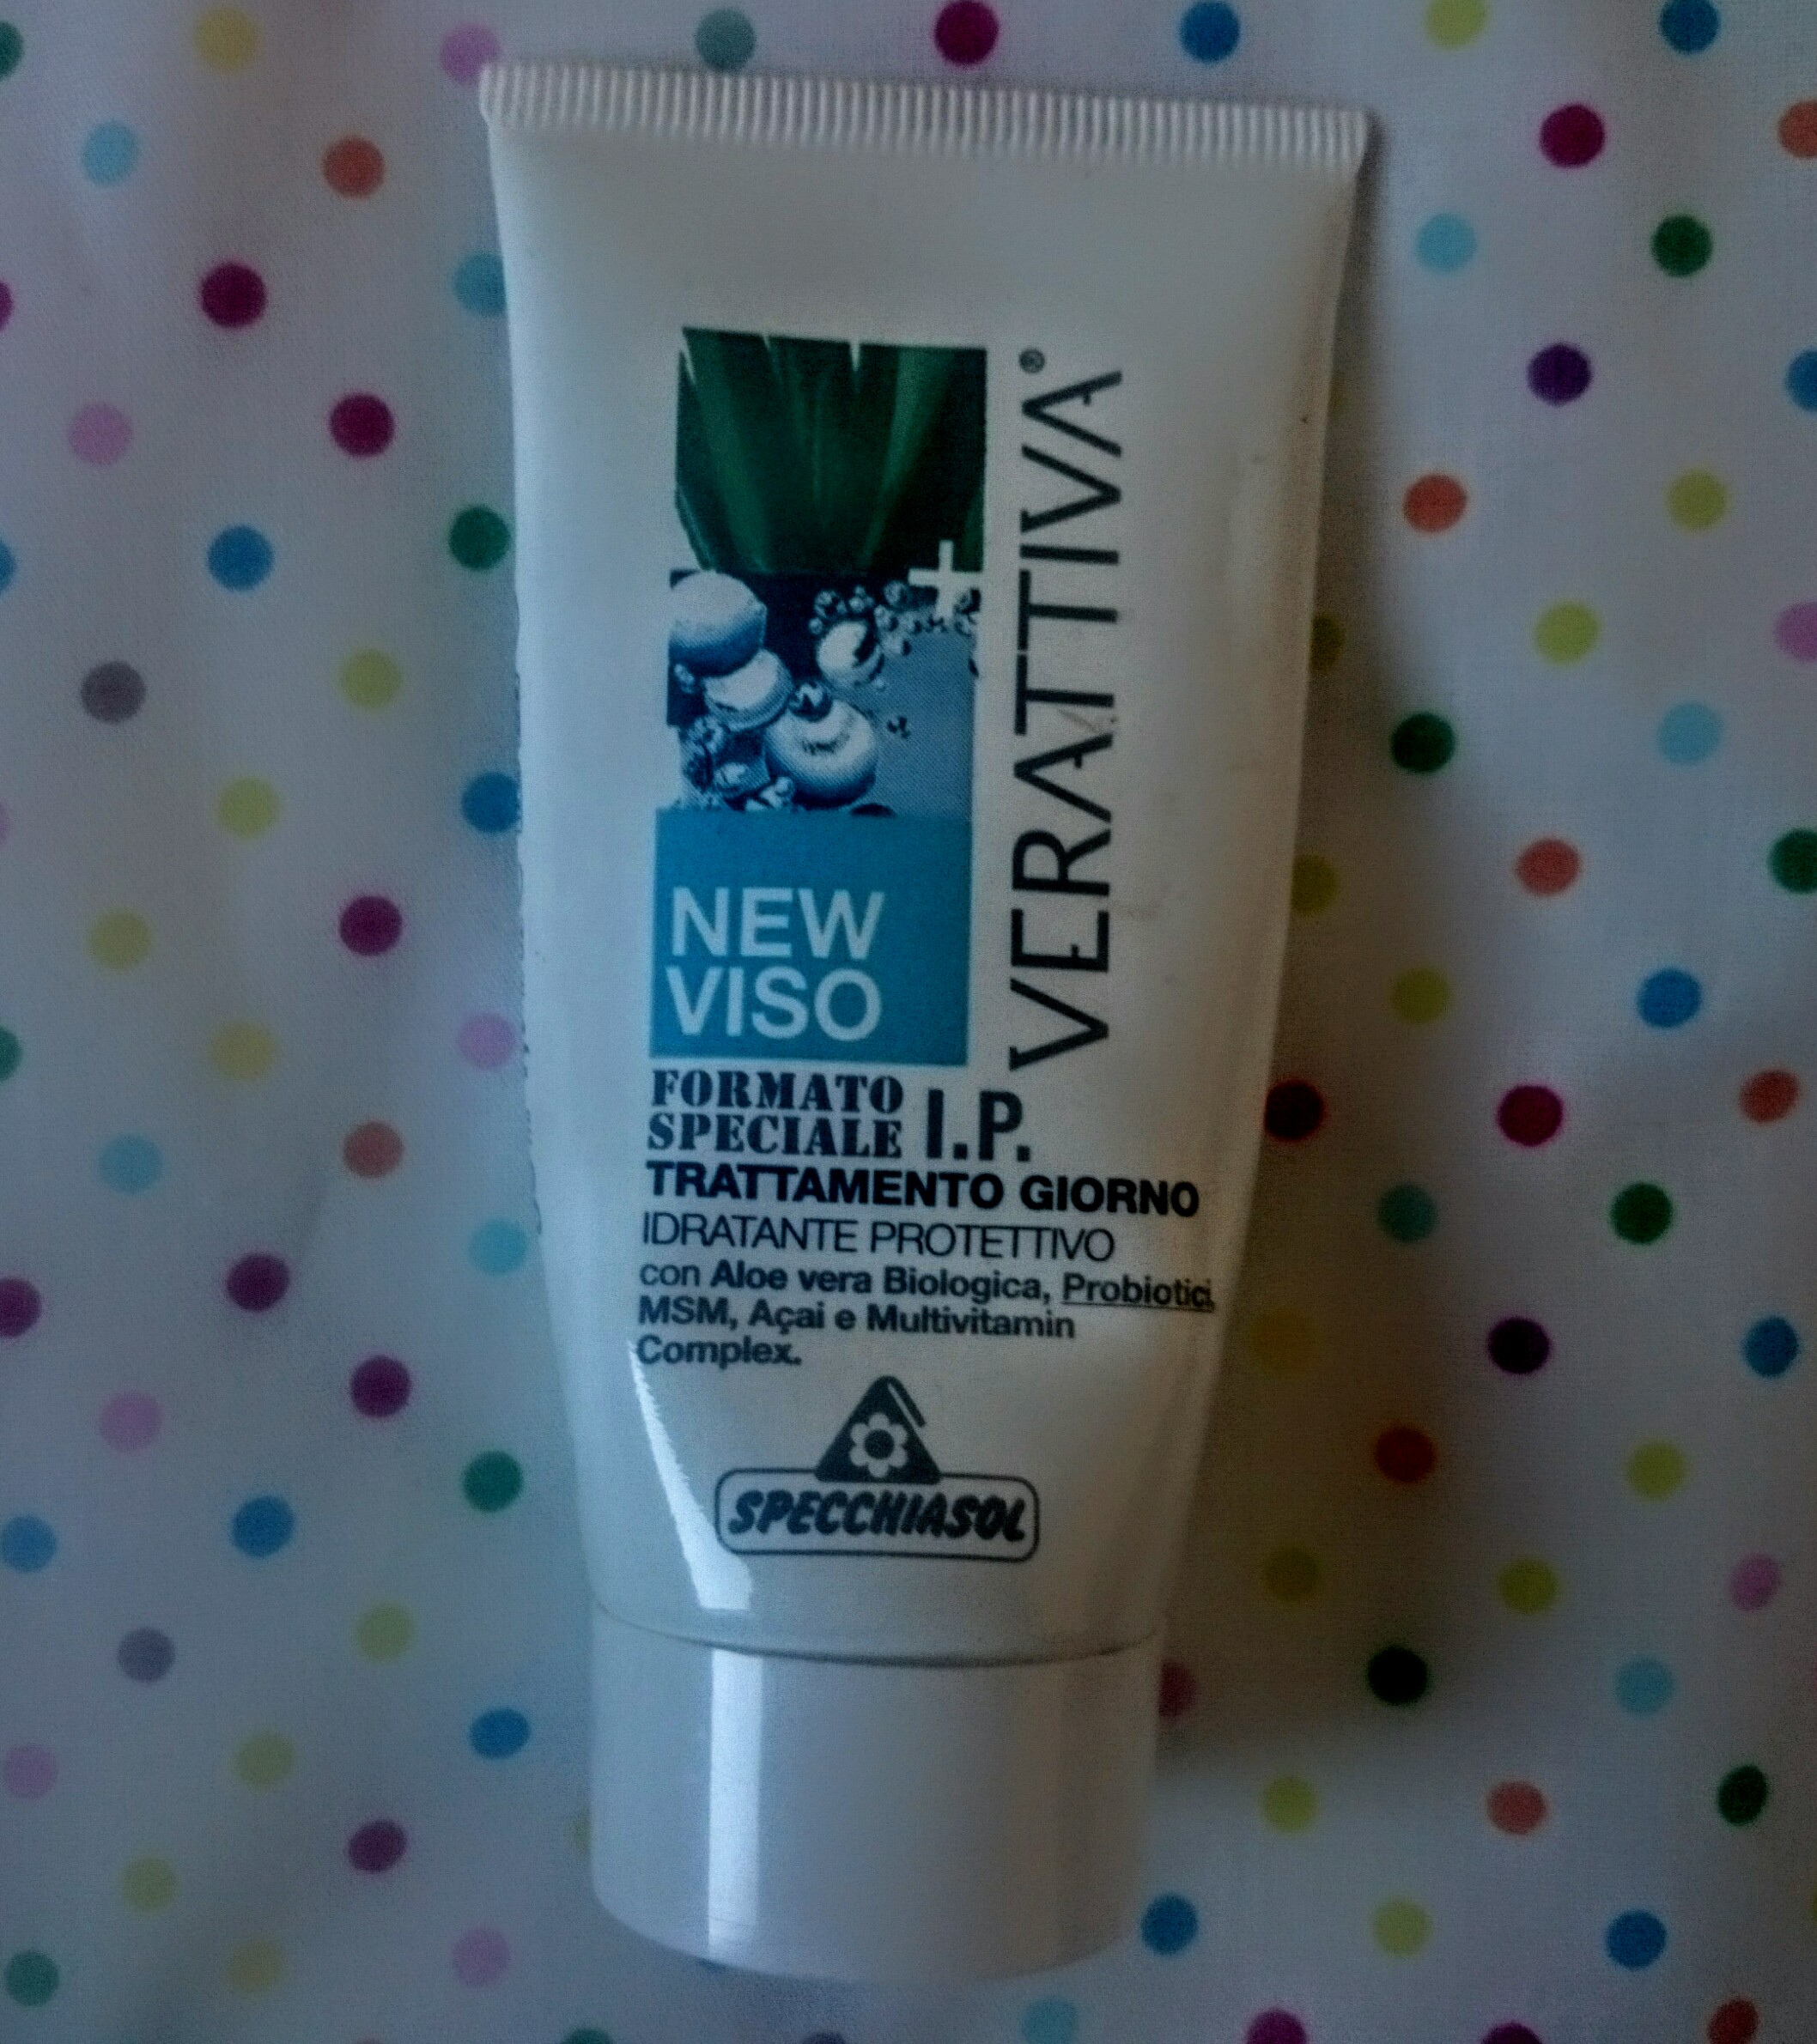 VERATTIVA®
NEW
VISO
FORMATO
SPECIALE I.P.
TRATTAMENTO GIORNO
IDRATANTE PROTETTIVO
con Aloe vera Biologica, Probiotici,
MSM, Açai e Multivitamin
Complex.
SPECCHIASOL